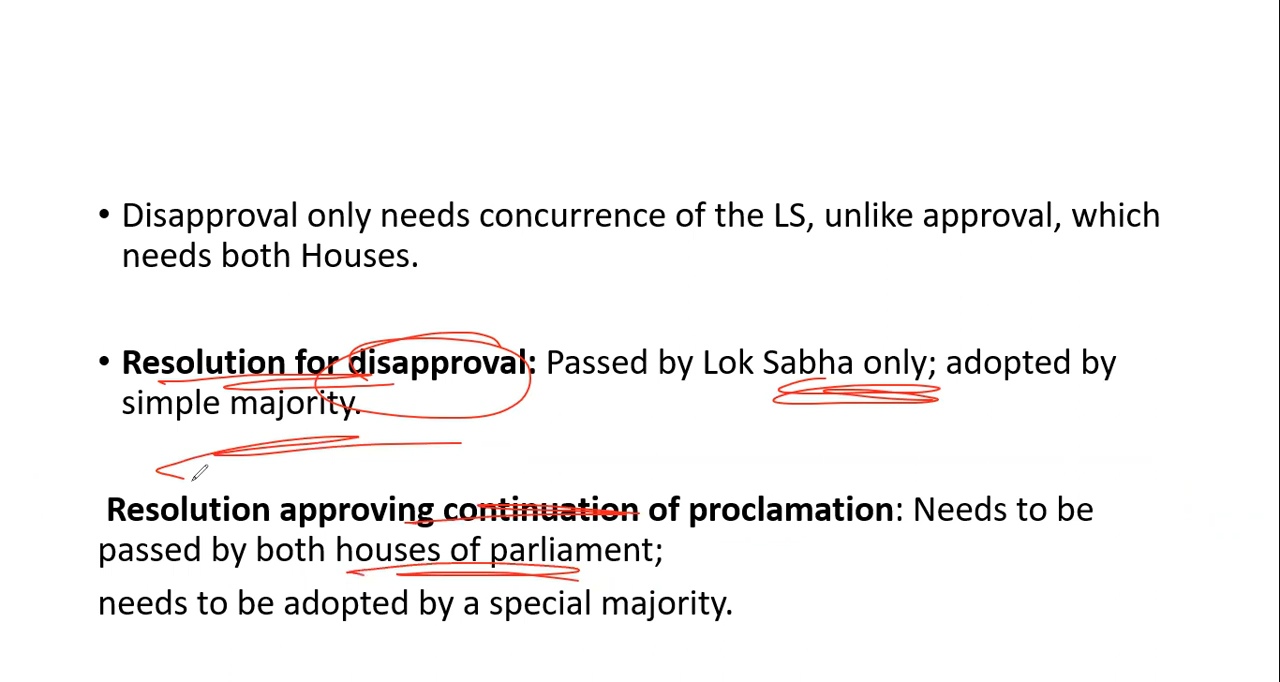 • Disapproval only needs concurrence of the LS, unlike approval, which
needs both Houses.
• Resolution for disapproval: Passed by Lok Sabha only; adopted by
simple majority.
Resolution approving continuation of proclamation: Needs to be
passed by both houses of parliament;
needs to be adopted by a special majority.